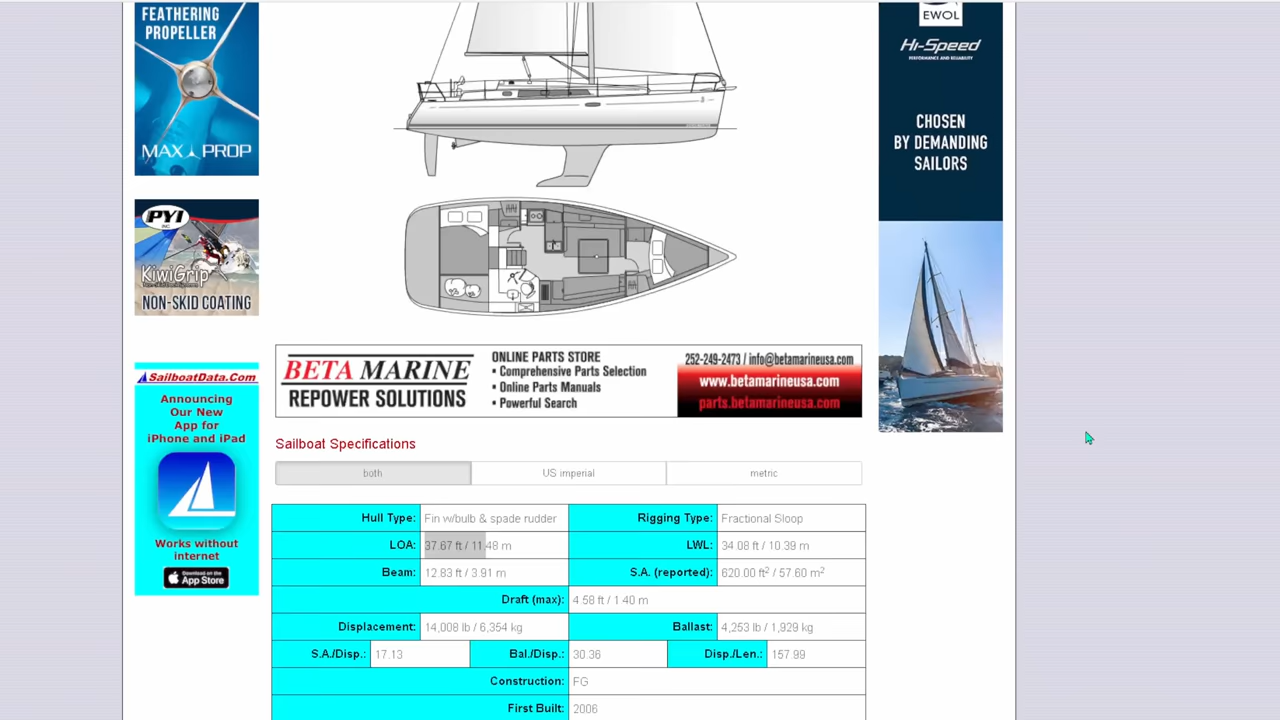 FEATHERING
PROPELLER
MAX PROP
PYI
INC
KiwiGrip
NON-SKID COATING
SailboatData.Com
Announcing
Our New
App for
iPhone and iPad
Works without
internet
Download on the
App Store
BETA MARINE
REPOWER SOLUTIONS
ONLINE PARTS STORE
• Comprehensive Parts Selection
• Online Parts Manuals
• Powerful Search
252-249-2473 / info@betamarineusa.com
www.betamarineusa.com
parts.betamarineusa.com
Sailboat Specifications
both US imperial metric
Hull Type: Fin w/bulb & spade rudder Rigging Type: Fractional Sloop
LOA: 37.67 ft / 11.48 m LWL: 34.08 ft / 10.39 m
Beam: 12.83 ft / 3.91 m S.A. (reported): 620.00 ft² / 57.60 m²
Draft (max): 4.58 ft / 1.40 m
Displacement: 14,008 lb / 6,354 kg Ballast: 4,253 lb / 1,929 kg
S.A./Disp.: 17.13 Bal./Disp.: 30.36 Disp./Len.: 157.99
Construction: FG
First Built: 2006
EWOL
Hi-Speed
PERFORMANCE AND RELIABILITY
CHOSEN
BY DEMANDING
SAILORS